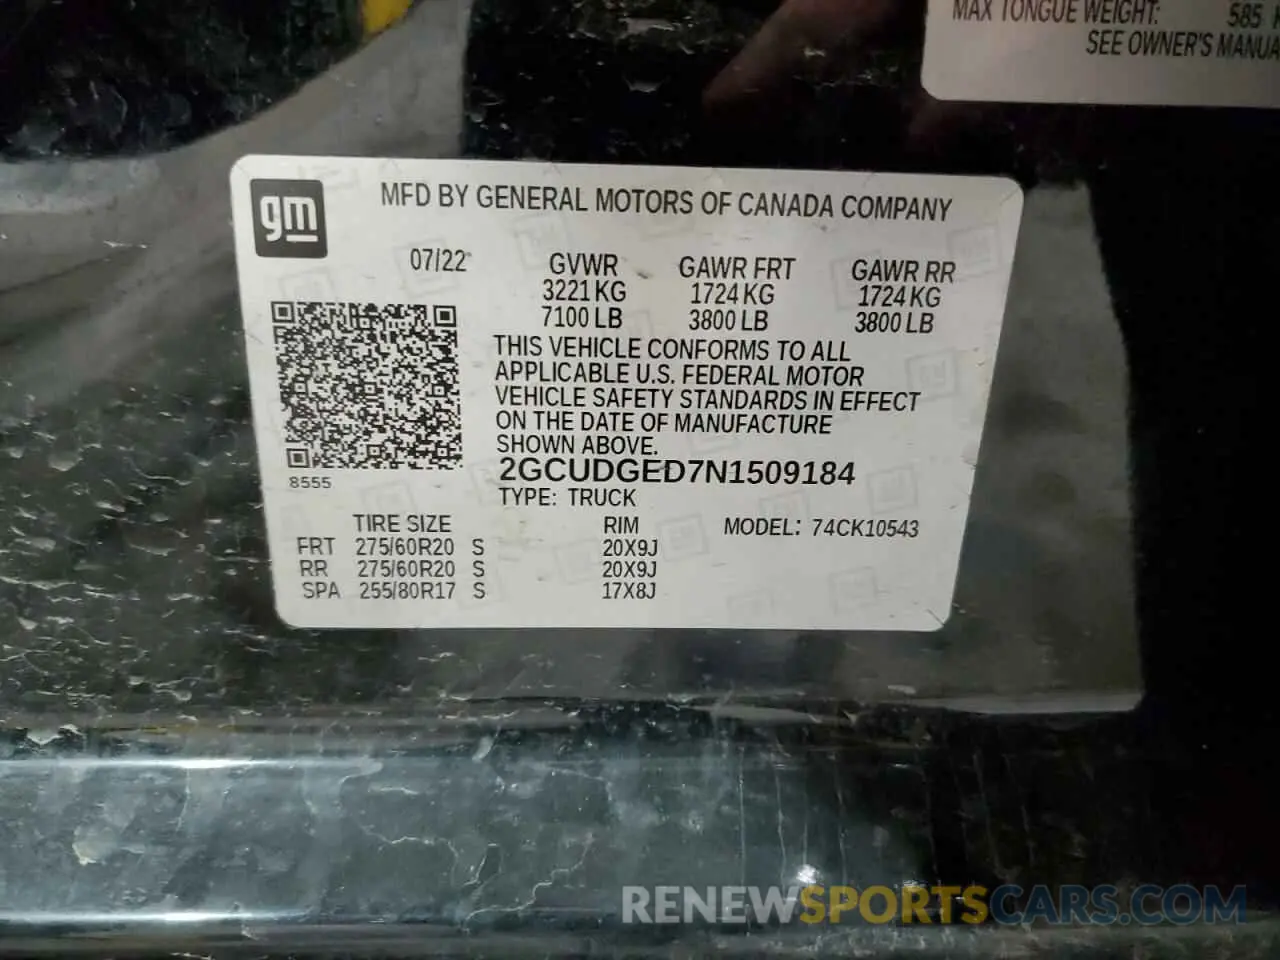 MAX TONGUE WEIGHT: 585
SEE OWNER'S
gm
MFD BY GENERAL MOTORS OF CANADA COMPANY
07/22 GVWR GAWR FRT GAWR RR
3221 KG 1724 KG 1724 KG
7100 LB 3800 LB 3800 LB
THIS VEHICLE CONFORMS TO ALL
APPLICABLE U.S. FEDERAL MOTOR
VEHICLE SAFETY STANDARDS IN EFFECT
ON THE DATE OF MANUFACTURE
SHOWN ABOVE.
8555
2GCUDGED7N1509184
TYPE: TRUCK
TIRE SIZE RIM MODEL: 74CK10543
FRT 275/60R20 S 20X9J
RR 275/60R20 S 20X9J
SPA 255/80R17 S 17X8J
RENEWSPORTSCARS.COM